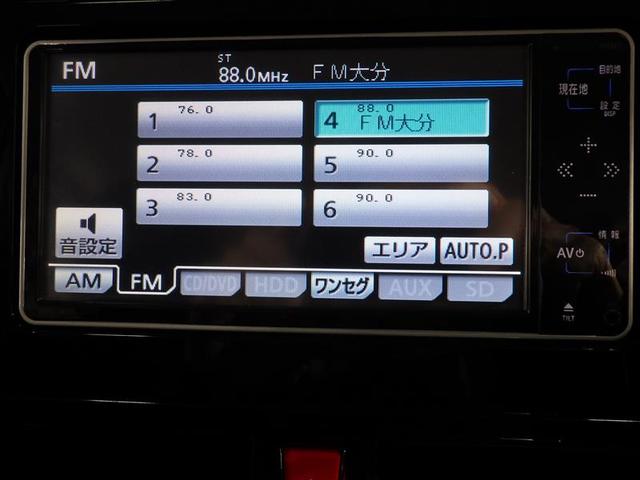 FM ST 88.0MHz FM大分
1 76.0
2 78.0
3 83.0
4 88.0 FM大分
5 90.0
6 90.0
音設定
エリア AUTO.P
AM FM CD/DVD HDD ワンセグ AUX SD
目的地
現在地
設定
DISP
情報
AV
TILT